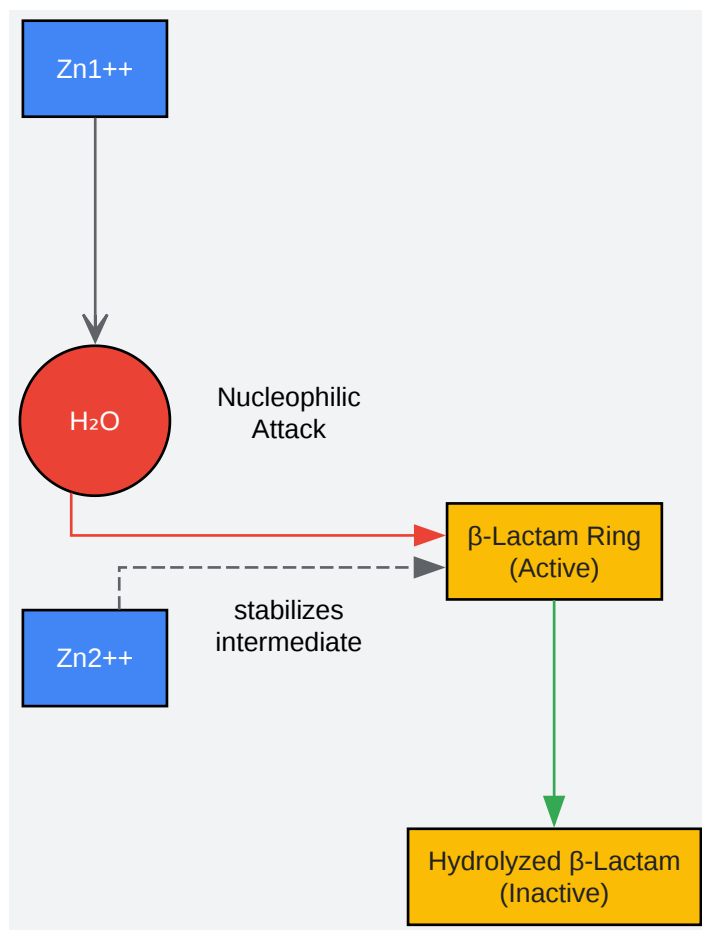 Zn1++
H₂O
Nucleophilic
Attack
β-Lactam Ring
(Active)
stabilizes
intermediate
Zn2++
Hydrolyzed β-Lactam
(Inactive)